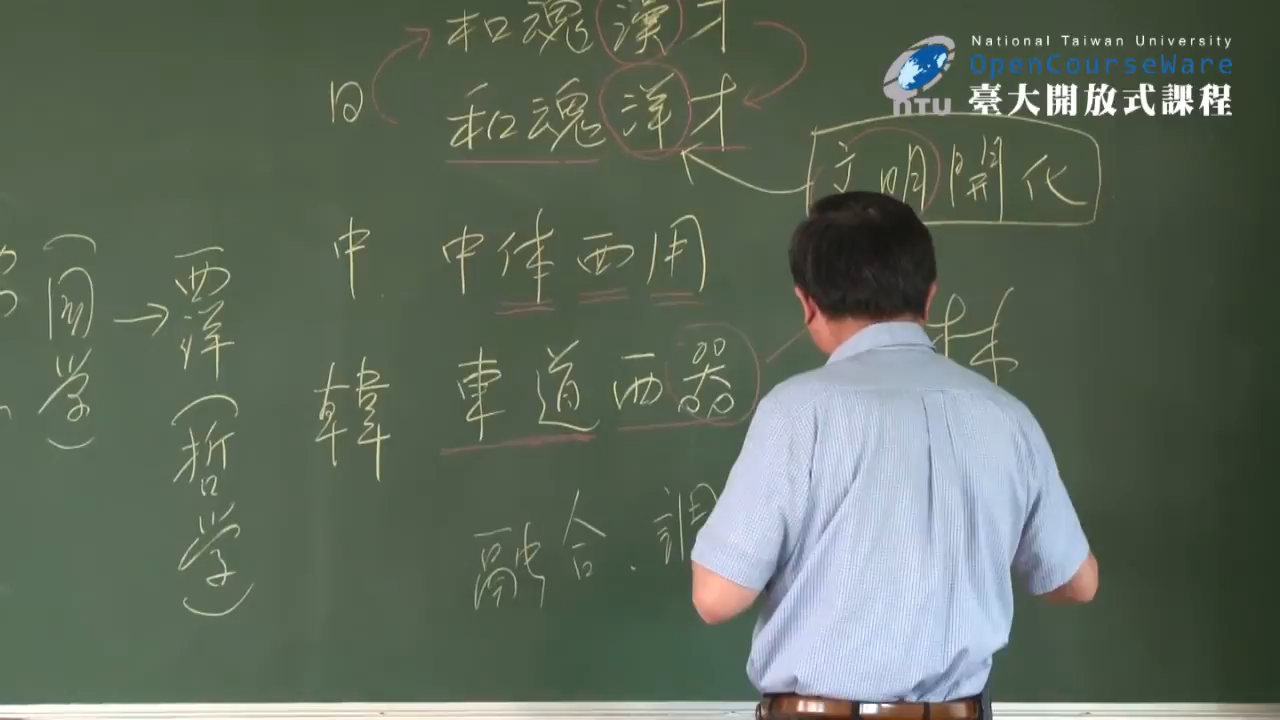 National Taiwan University
OpenCourseWare
臺大開放式課程
NTU
和魂漢才
日 和魂洋才
文明開化
中 中体西用
韓 東道西器
林
融合.調
(国学)
西洋(哲学)